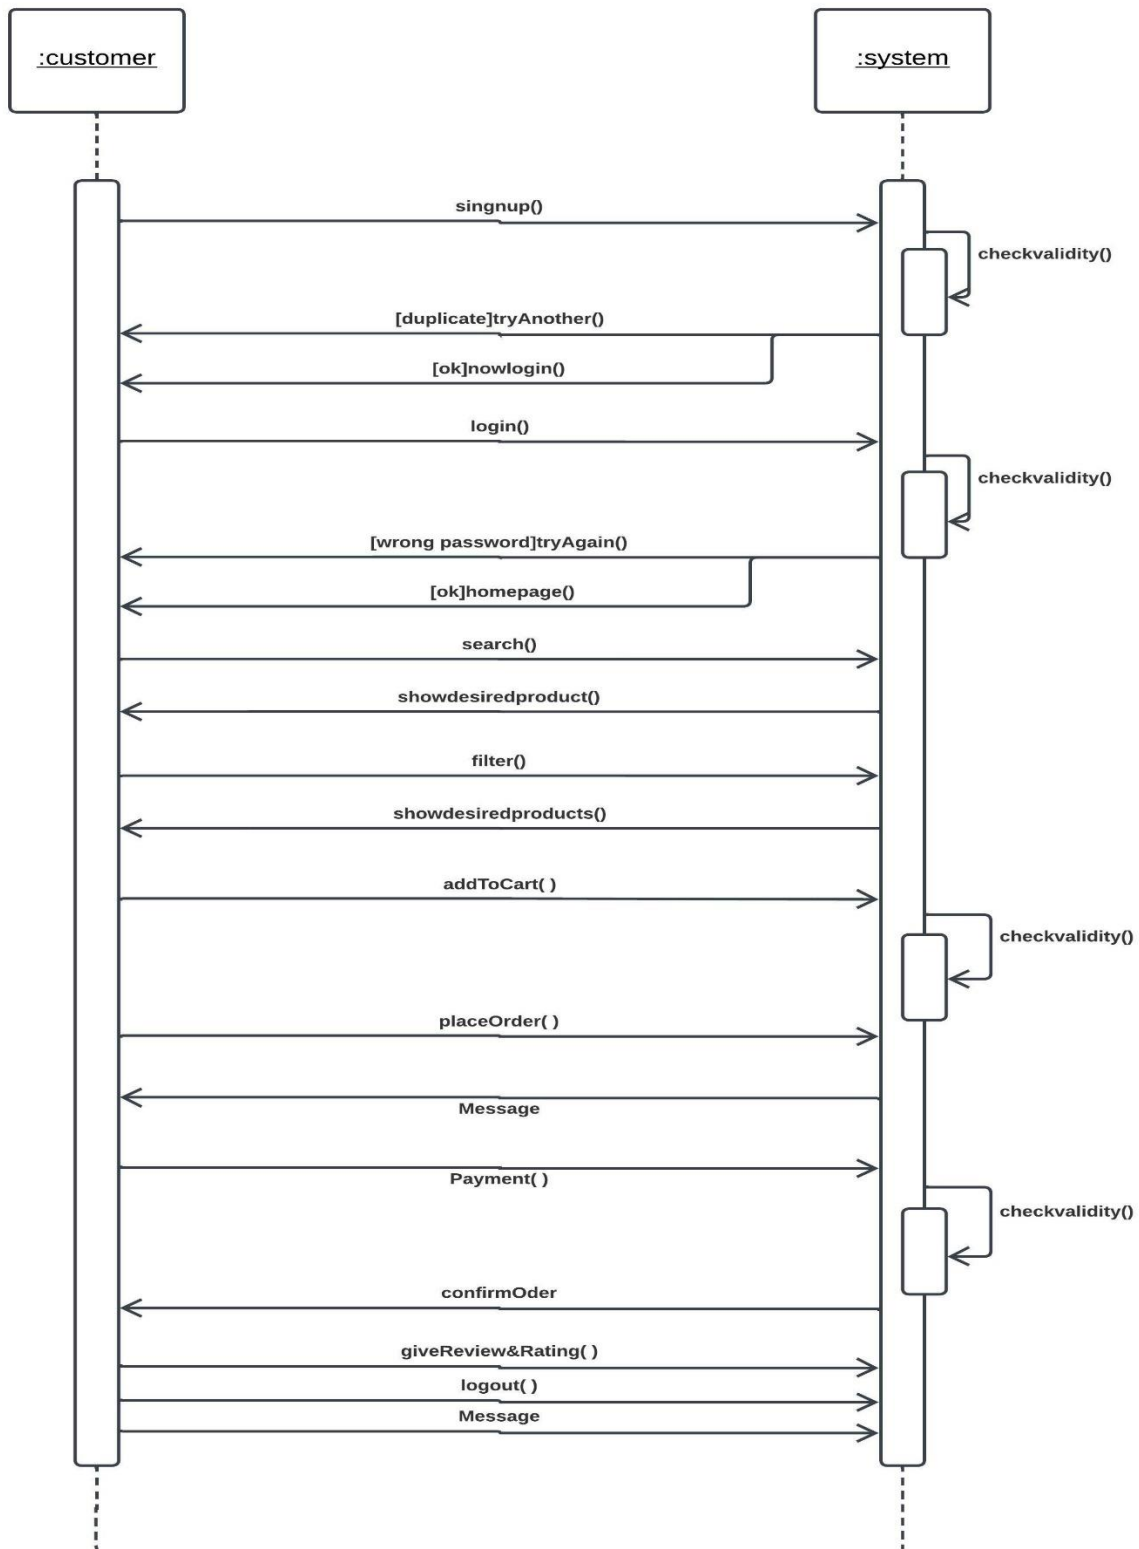 :customer
:system
singnup()
checkvalidity()
[duplicate]tryAnother()
[ok]nowlogin()
login()
checkvalidity()
[wrong password]tryAgain()
[ok]homepage()
search()
showdesiredproduct()
filter()
showdesiredproducts()
addToCart( )
checkvalidity()
placeOrder( )
Message
Payment( )
checkvalidity()
confirmOder
giveReview&Rating( )
logout( )
Message